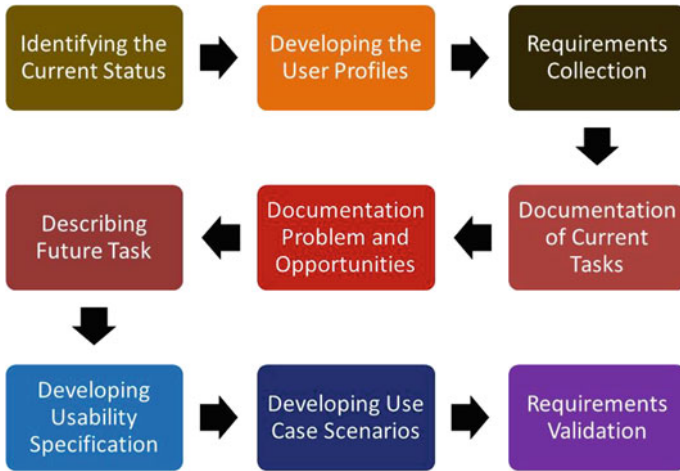 Identifying the
Current Status
Developing the
User Profiles
Requirements
Collection
Documentation
of Current
Tasks
Documentation
Problem and
Opportunities
Describing
Future Task
Developing
Usability
Specification
Developing Use
Case Scenarios
Requirements
Validation